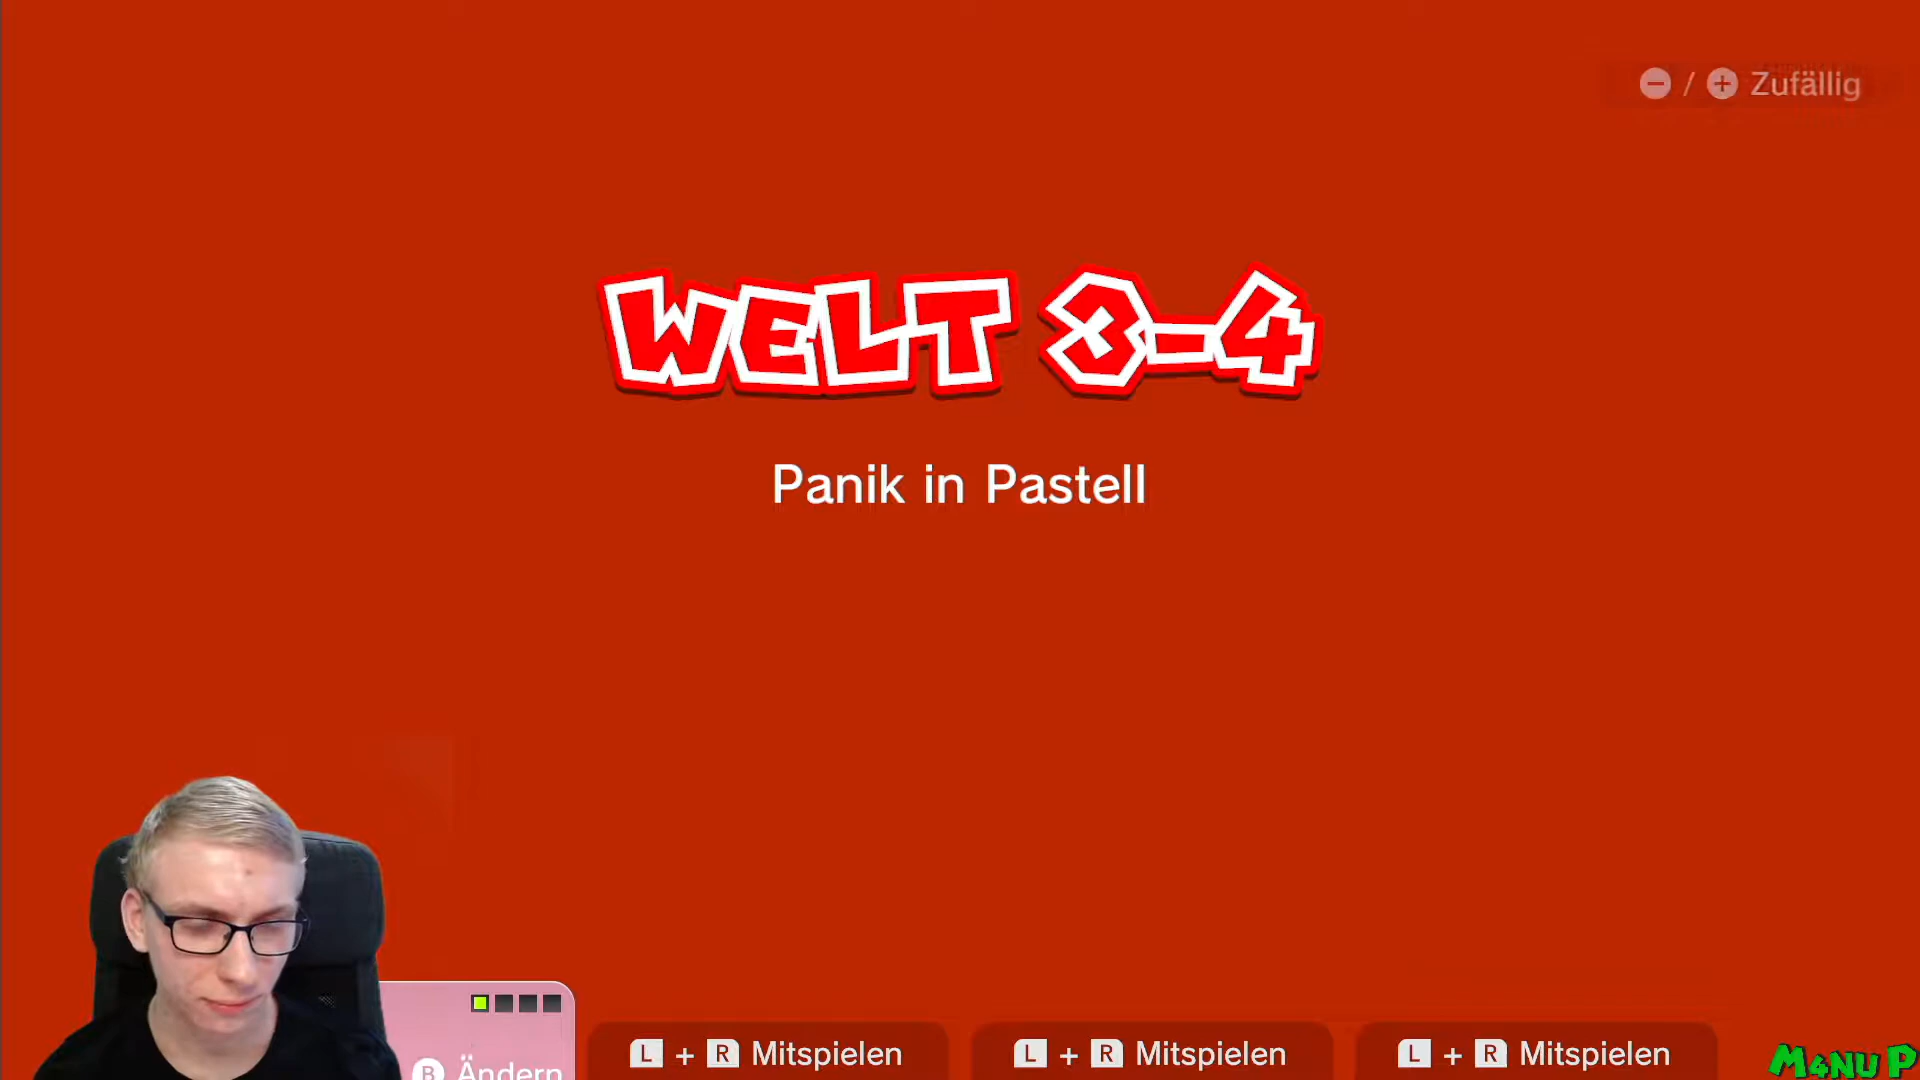 − / + Zufällig
WELT 3-4
Panik in Pastell
B Ändern
L + R Mitspielen
L + R Mitspielen
L + R Mitspielen
M4NU P